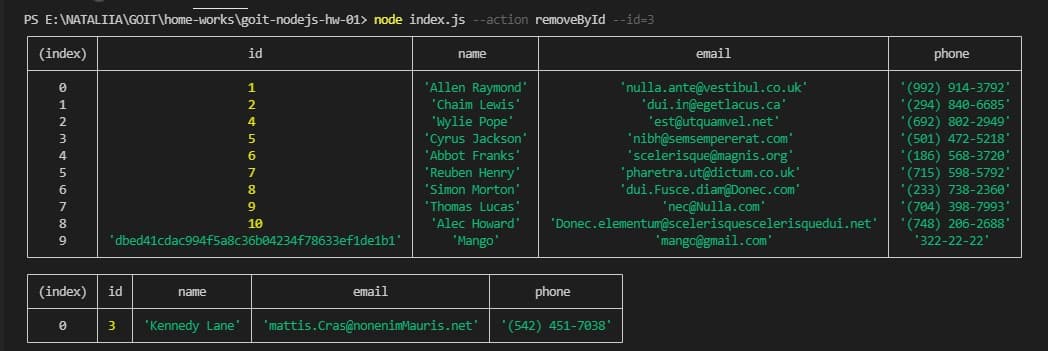 PS E:\NATALIIA\GOIT\home-works\goit-nodejs-hw-01> node index.js --action removeById --id=3
(index) id name email phone
0 1 'Allen Raymond' 'nulla.ante@vestibul.co.uk' '(992) 914-3792'
1 2 'Chaim Lewis' 'dui.in@egetlacus.ca' '(294) 840-6685'
2 4 'Wylie Pope' 'est@utquamvel.net' '(692) 802-2949'
3 5 'Cyrus Jackson' 'nibh@semsempererat.com' '(501) 472-5218'
4 6 'Abbot Franks' 'scelerisque@magnis.org' '(186) 568-3720'
5 7 'Reuben Henry' 'pharetra.ut@dictum.co.uk' '(715) 598-5792'
6 8 'Simon Morton' 'dui.Fusce.diam@Donec.com' '(233) 738-2360'
7 9 'Thomas Lucas' 'nec@Nulla.com' '(704) 398-7993'
8 10 'Alec Howard' 'Donec.elementum@scelerisquescelerisquedui.net' '(748) 206-2688'
9 'dbed41cdac994f5a8c36b04234f78633ef1de1b1' 'Mango' 'mango@gmail.com' '322-22-22'
(index) id name email phone
0 3 'Kennedy Lane' 'mattis.Cras@nonenimMauris.net' '(542) 451-7038'